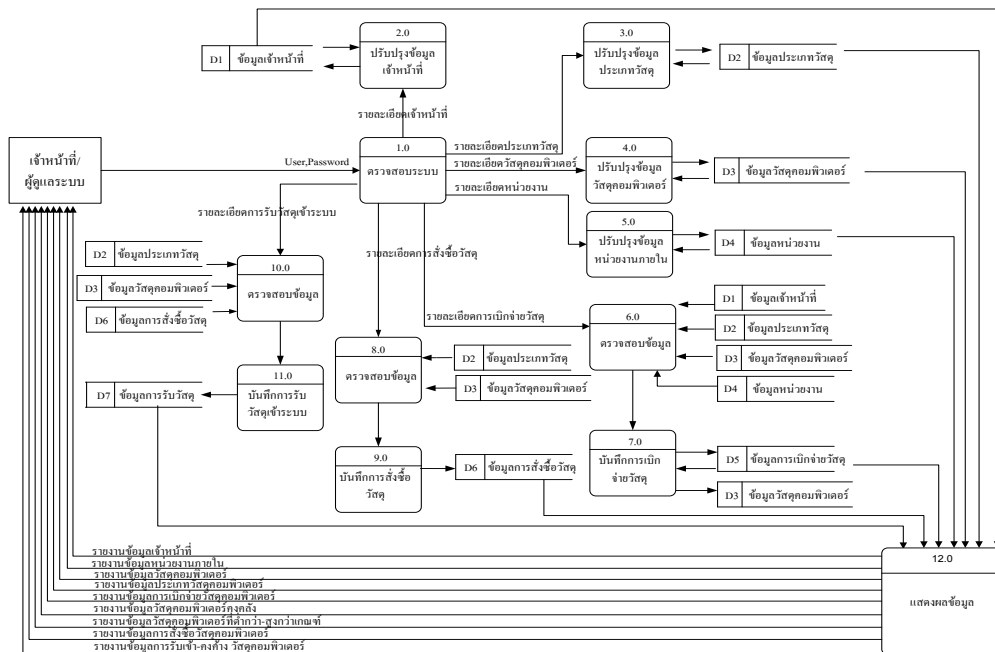 2.0
ปรับปรุงข้อมูล
เจ้าหน้าที่
D1 ข้อมูลเจ้าหน้าที่
3.0
ปรับปรุงข้อมูล
ประเภทวัสดุ
D2 ข้อมูลประเภทวัสดุ
รายละเอียดเจ้าหน้าที่
เจ้าหน้าที่/
ผู้ดูแลระบบ
User,Password
1.0
ตรวจสอบระบบ
รายละเอียดประเภทวัสดุ
รายละเอียดวัสดุคอมพิวเตอร์
รายละเอียดหน่วยงาน
4.0
ปรับปรุงข้อมูล
วัสดุคอมพิวเตอร์
D3 ข้อมูลวัสดุคอมพิวเตอร์
5.0
ปรับปรุงข้อมูล
หน่วยงานภายใน
D4 ข้อมูลหน่วยงาน
รายละเอียดการรับวัสดุเข้าระบบ
รายละเอียดการสั่งซื้อวัสดุ
D2 ข้อมูลประเภทวัสดุ
D3 ข้อมูลวัสดุคอมพิวเตอร์
D6 ข้อมูลการสั่งซื้อวัสดุ
10.0
ตรวจสอบข้อมูล
รายละเอียดการเบิกจ่ายวัสดุ
6.0
ตรวจสอบข้อมูล
D1 ข้อมูลเจ้าหน้าที่
D2 ข้อมูลประเภทวัสดุ
D3 ข้อมูลวัสดุคอมพิวเตอร์
D4 ข้อมูลหน่วยงาน
8.0
ตรวจสอบข้อมูล
D2 ข้อมูลประเภทวัสดุ
D3 ข้อมูลวัสดุคอมพิวเตอร์
11.0
บันทึกการรับ
วัสดุเข้าระบบ
D7 ข้อมูลการรับวัสดุ
9.0
บันทึกการสั่งซื้อ
วัสดุ
D6 ข้อมูลการสั่งซื้อวัสดุ
7.0
บันทึกการเบิก
จ่ายวัสดุ
D5 ข้อมูลการเบิกจ่ายวัสดุ
D3 ข้อมูลวัสดุคอมพิวเตอร์
12.0
แสดงผลข้อมูล
รายงานข้อมูลเจ้าหน้าที่
รายงานข้อมูลหน่วยงานภายใน
รายงานข้อมูลวัสดุคอมพิวเตอร์
รายงานข้อมูลประเภทวัสดุคอมพิวเตอร์
รายงานข้อมูลการเบิกจ่ายวัสดุคอมพิวเตอร์
รายงานข้อมูลวัสดุคอมพิวเตอร์คงคลัง
รายงานข้อมูลวัสดุคอมพิวเตอร์ที่ต่ำกว่า-สูงกว่าเกณฑ์
รายงานข้อมูลการสั่งซื้อวัสดุคอมพิวเตอร์
รายงานข้อมูลการรับเข้า-คงค้าง วัสดุคอมพิวเตอร์